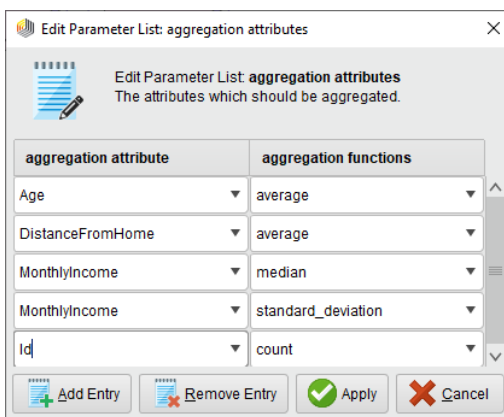 Edit Parameter List: aggregation attributes
Edit Parameter List: aggregation attributes
The attributes which should be aggregated.
aggregation attribute aggregation functions
Age average
DistanceFromHome average
MonthlyIncome median
MonthlyIncome standard_deviation
Id count
Add Entry Remove Entry Apply Cancel